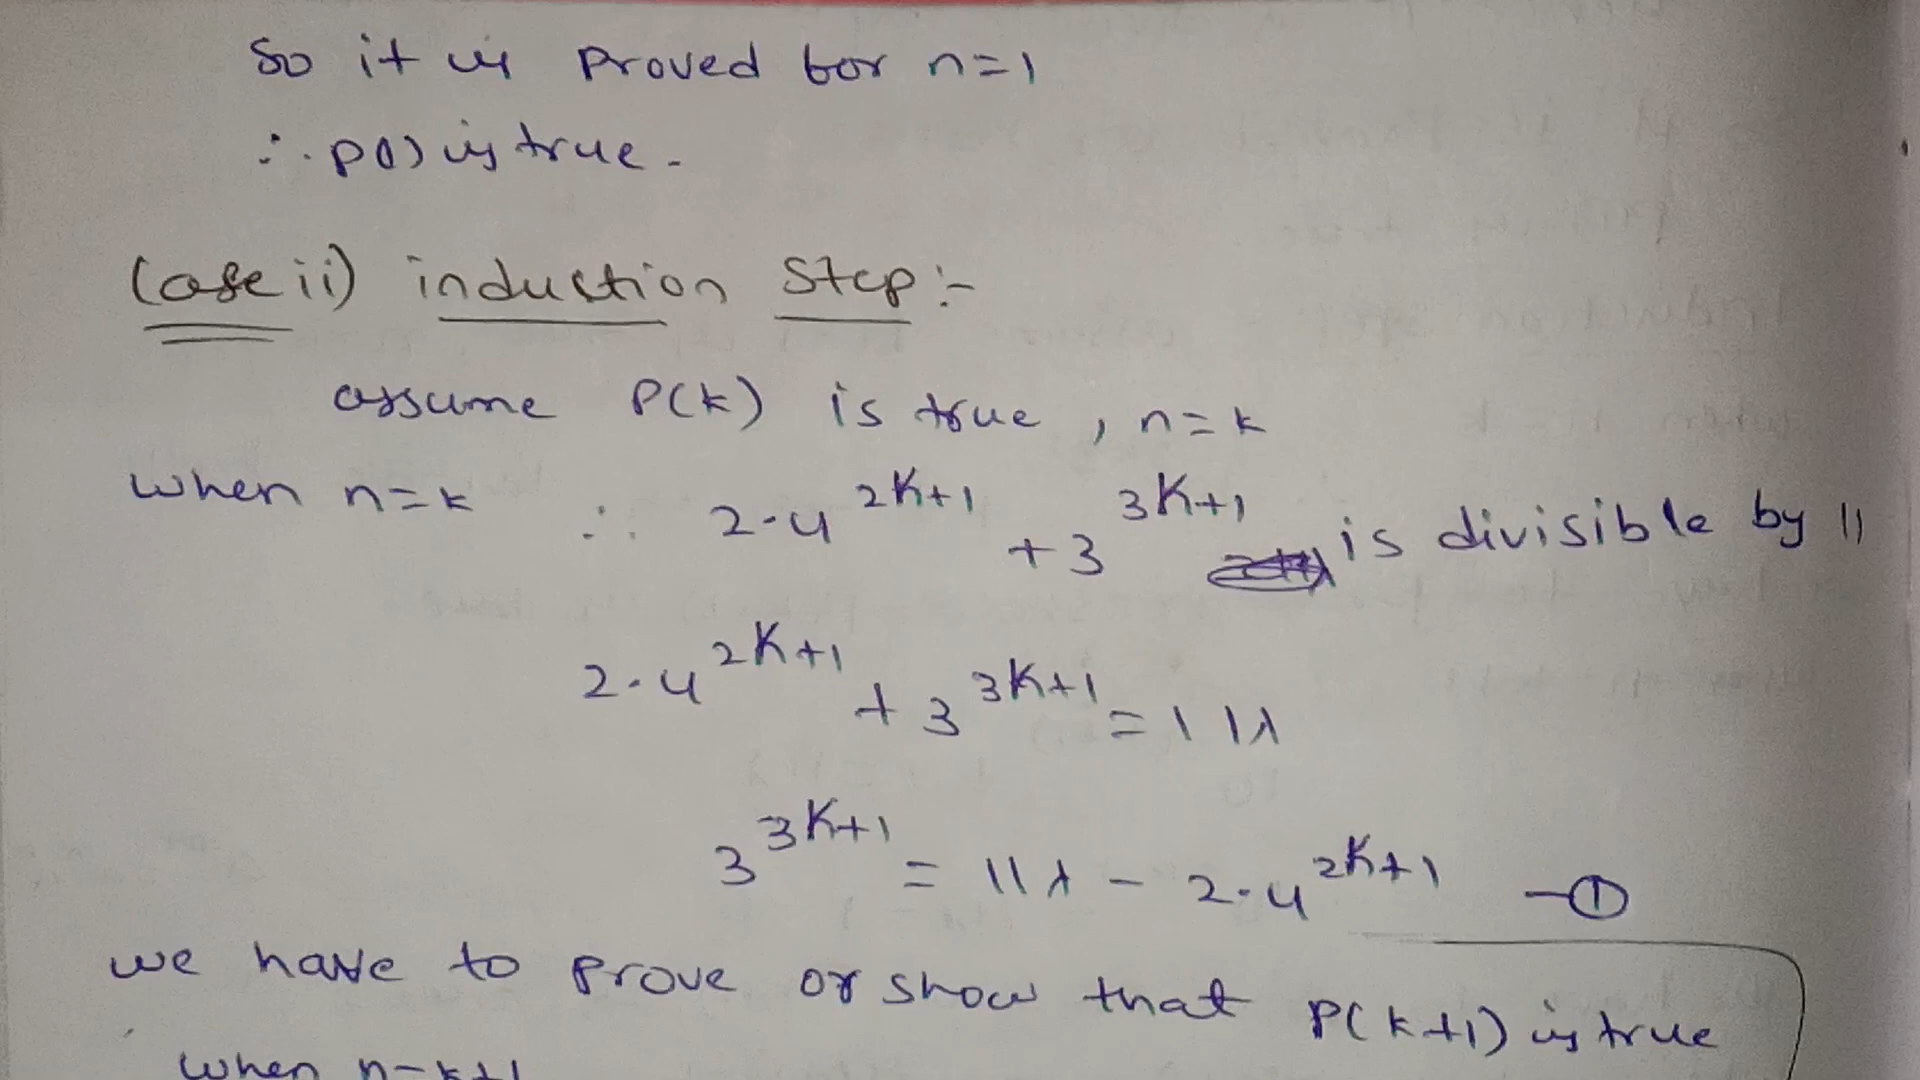 So it is proved for n=1
∴ P(1) is true.
(case ii) induction step :-
assume P(k) is true , n=k
when n=k ∴ 2·4^{2k+1} + 3^{3k+1} is divisible by 11
2·4^{2k+1} + 3^{3k+1} = 11λ
3^{3k+1} = 11λ - 2·4^{2k+1} —①
we have to prove or show that P(k+1) is true
when n=k+1